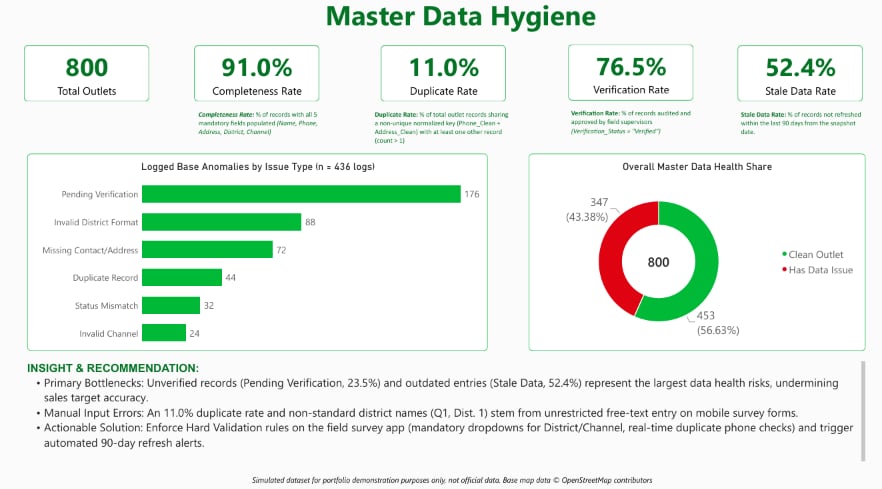 Master Data Hygiene
800
Total Outlets
91.0%
Completeness Rate
11.0%
Duplicate Rate
76.5%
Verification Rate
52.4%
Stale Data Rate
Completeness Rate: % of records with all 5
mandatory fields populated (Name, Phone,
Address, District, Channel)
Duplicate Rate: % of total outlet records sharing
a non-unique normalized key (Phone_Clean +
Address_Clean) with at least one other record
(count > 1)
Verification Rate: % of records audited and
approved by field supervisors
(Verification_Status = "Verified")
Stale Data Rate: % of records not refreshed
within the last 90 days from the snapshot
date.
Logged Base Anomalies by Issue Type (n = 436 logs)
Pending Verification 176
Invalid District Format 88
Missing Contact/Address 72
Duplicate Record 44
Status Mismatch 32
Invalid Channel 24
Overall Master Data Health Share
347
(43.38%)
800
453
(56.63%)
Clean Outlet
Has Data Issue
INSIGHT & RECOMMENDATION:
• Primary Bottlenecks: Unverified records (Pending Verification, 23.5%) and outdated entries (Stale Data, 52.4%) represent the largest data health risks, undermining
sales target accuracy.
• Manual Input Errors: An 11.0% duplicate rate and non-standard district names (Q1, Dist. 1) stem from unrestricted free-text entry on mobile survey forms.
• Actionable Solution: Enforce Hard Validation rules on the field survey app (mandatory dropdowns for District/Channel, real-time duplicate phone checks) and trigger
automated 90-day refresh alerts.
Simulated dataset for portfolio demonstration purposes only, not official data. Base map data © OpenStreetMap contributors